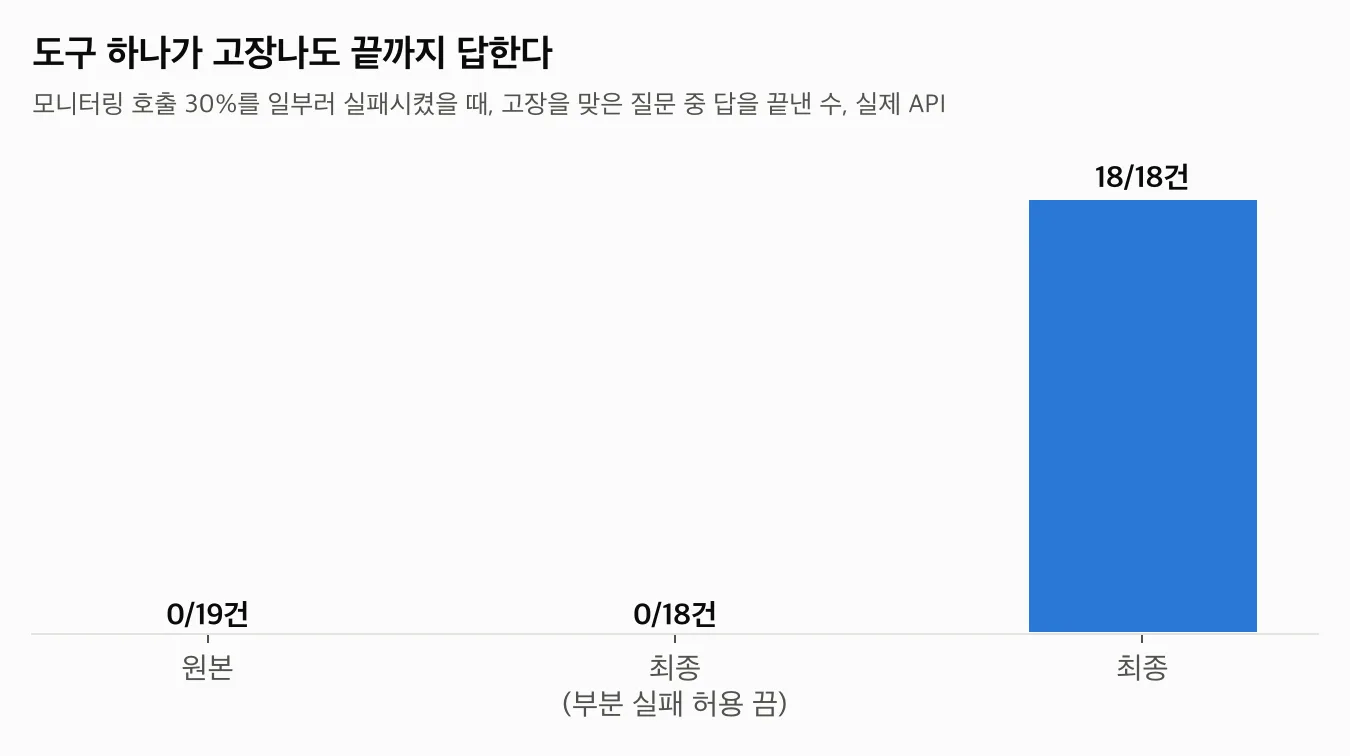 도구 하나가 고장나도 끝까지 답한다
모니터링 호출 30%를 일부러 실패시켰을 때, 고장을 맞은 질문 중 답을 끝낸 수, 실제 API
18/18건
0/19건
0/18건
원본
최종
(부분 실패 허용 끔)
최종